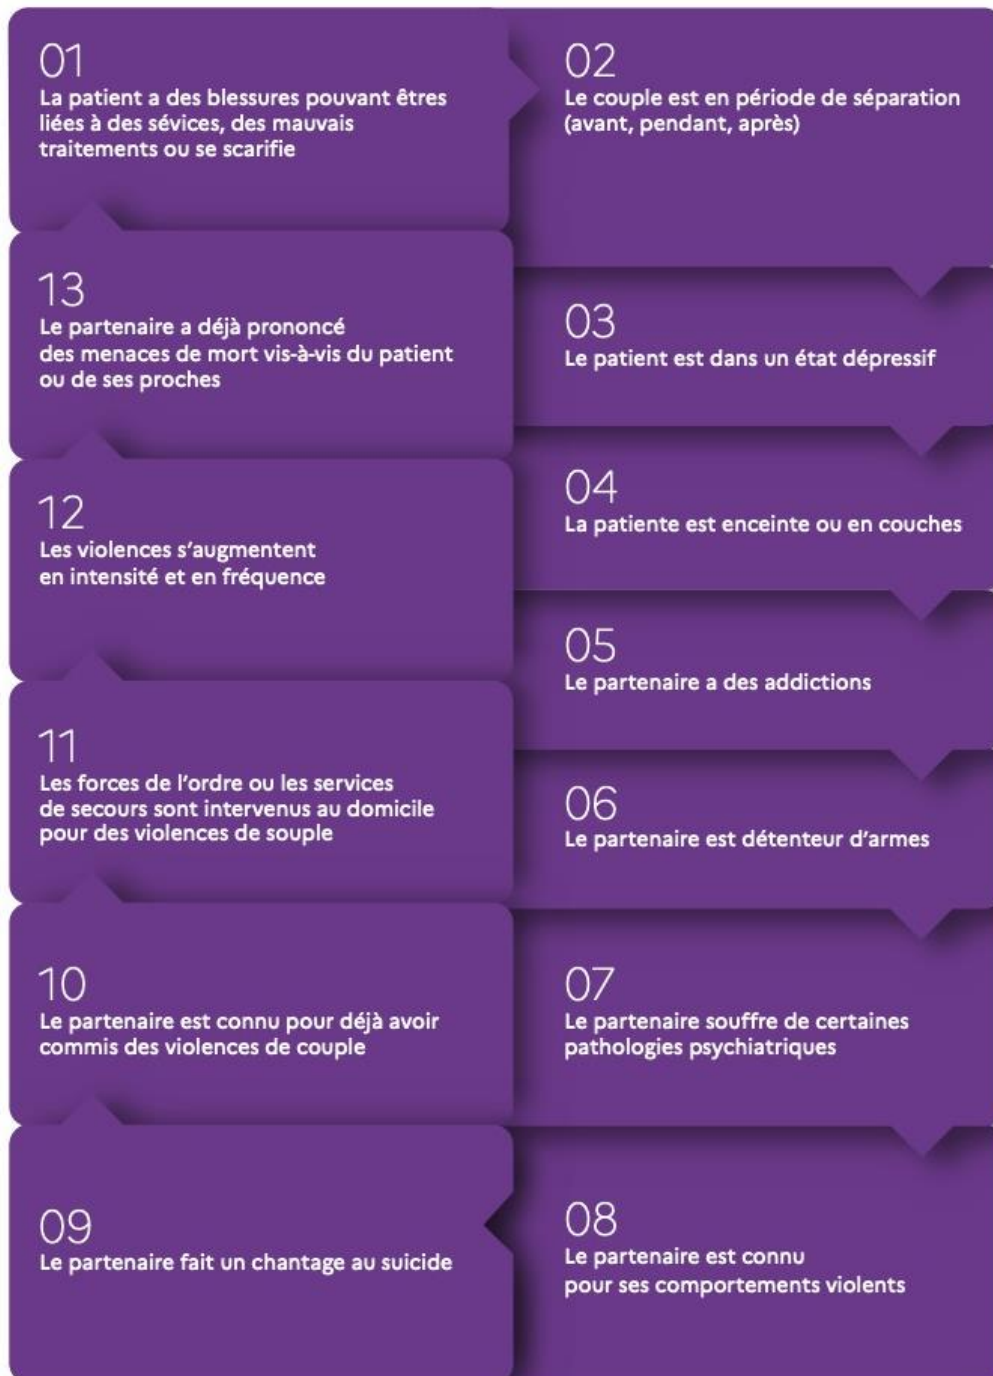 01
La patient a des blessures pouvant êtres
liées à des sévices, des mauvais
traitements ou se scarifie
02
Le couple est en période de séparation
(avant, pendant, après)
03
Le patient est dans un état dépressif
04
La patiente est enceinte ou en couches
05
Le partenaire a des addictions
06
Le partenaire est détenteur d'armes
07
Le partenaire souffre de certaines
pathologies psychiatriques
08
Le partenaire est connu
pour ses comportements violents
09
Le partenaire fait un chantage au suicide
10
Le partenaire est connu pour déjà avoir
commis des violences de couple
11
Les forces de l'ordre ou les services
de secours sont intervenus au domicile
pour des violences de souple
12
Les violences s'augmentent
en intensité et en fréquence
13
Le partenaire a déjà prononcé
des menaces de mort vis-à-vis du patient
ou de ses proches